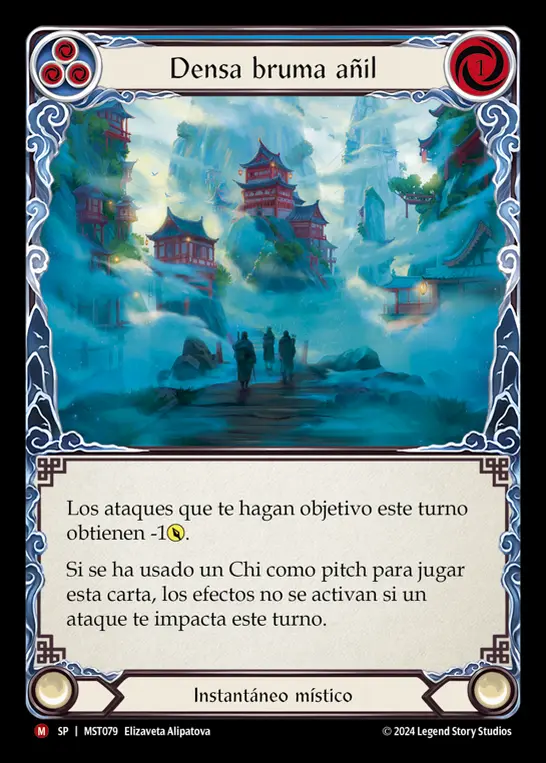 Densa bruma añil
1
Los ataques que te hagan objetivo este turno
obtienen -1.
Si se ha usado un Chi como pitch para jugar
esta carta, los efectos no se activan si un
ataque te impacta este turno.
Instantáneo místico
M SP | MST079 Elizaveta Alipatova
© 2024 Legend Story Studios